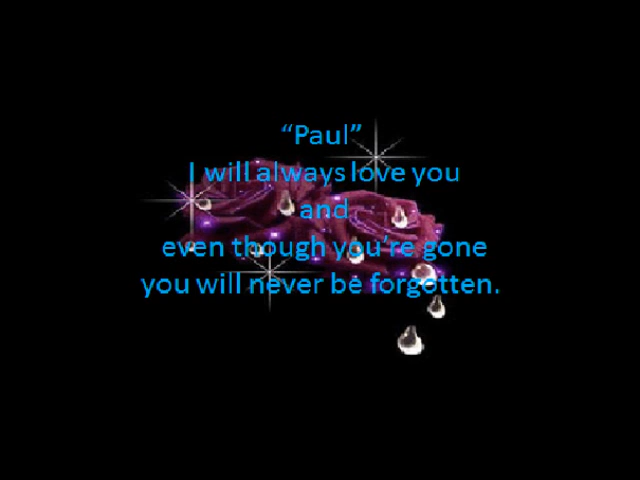 “Paul”
I will always love you
and
even though you’re gone
you will never be forgotten.